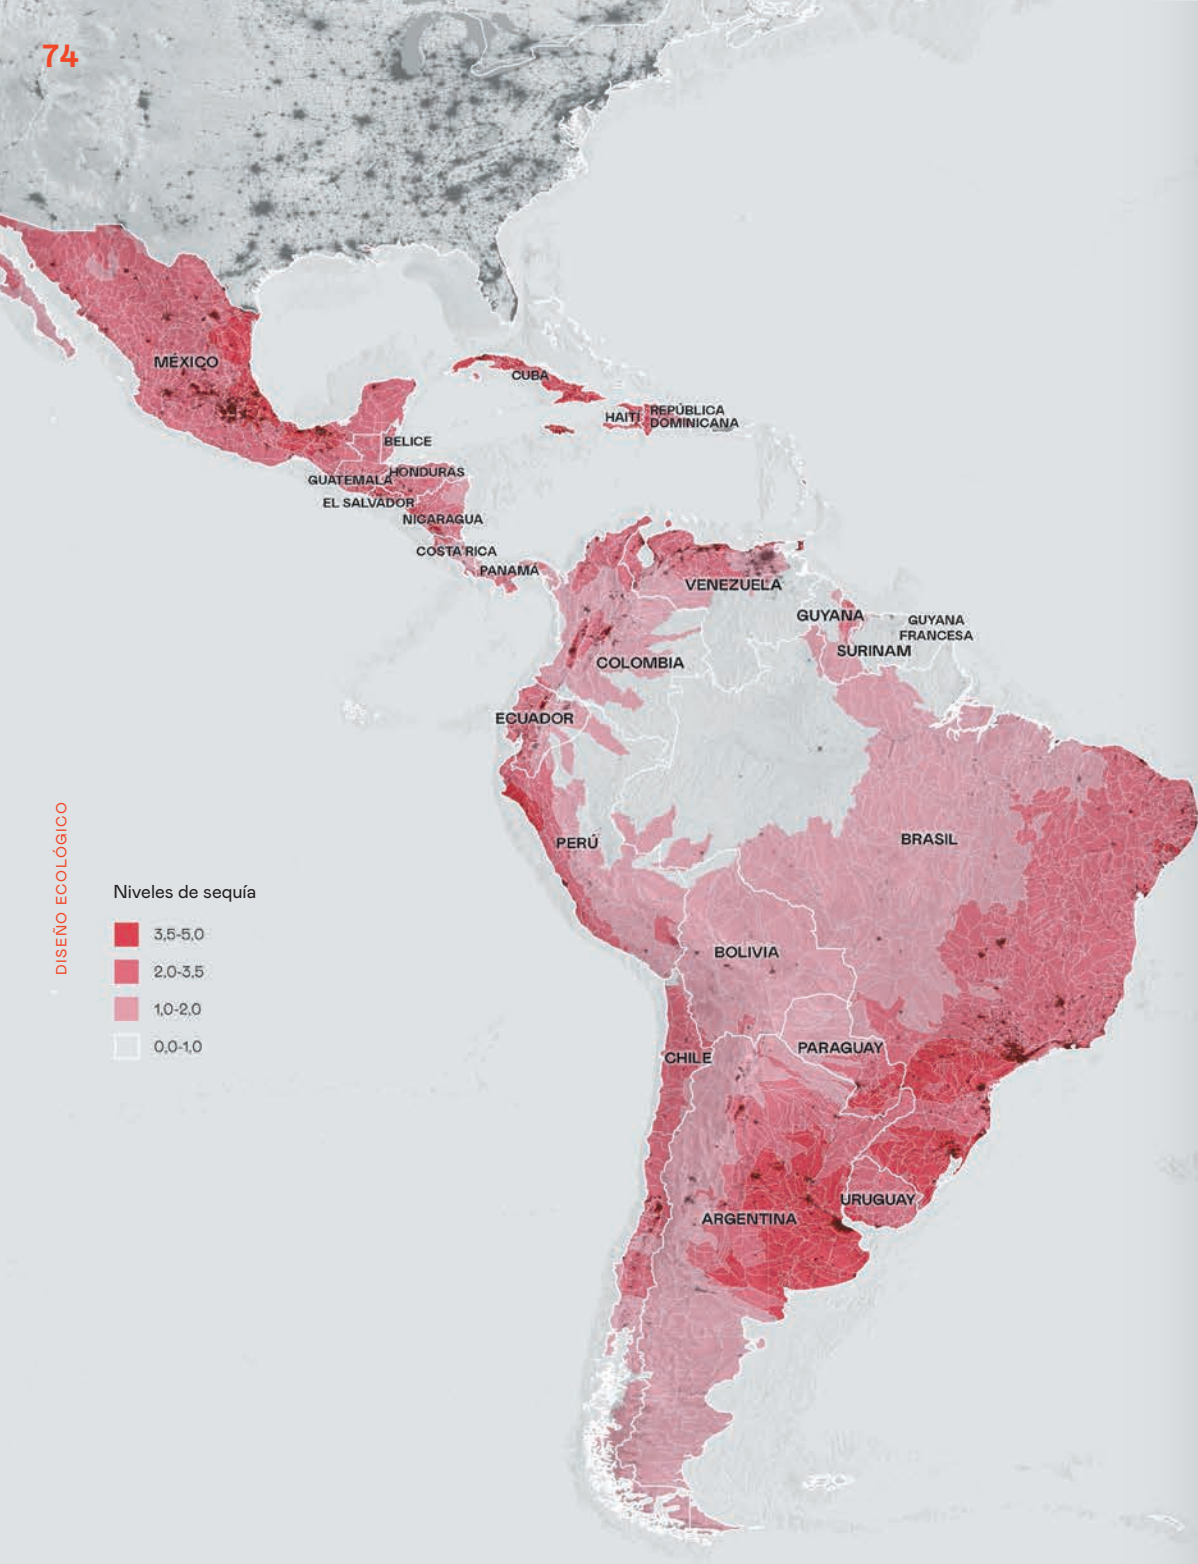 74
MÉXICO
CUBA
HAITÍ
REPÚBLICA
DOMINICANA
BELICE
HONDURAS
GUATEMALA
EL SALVADOR
NICARAGUA
COSTA RICA
PANAMÁ
VENEZUELA
GUYANA
GUYANA
FRANCESA
SURINAM
COLOMBIA
ECUADOR
PERÚ
BRASIL
BOLIVIA
PARAGUAY
CHILE
URUGUAY
ARGENTINA
DISEÑO ECOLÓGICO
Niveles de sequía
3,5-5,0
2,0-3,5
1,0-2,0
0,0-1,0